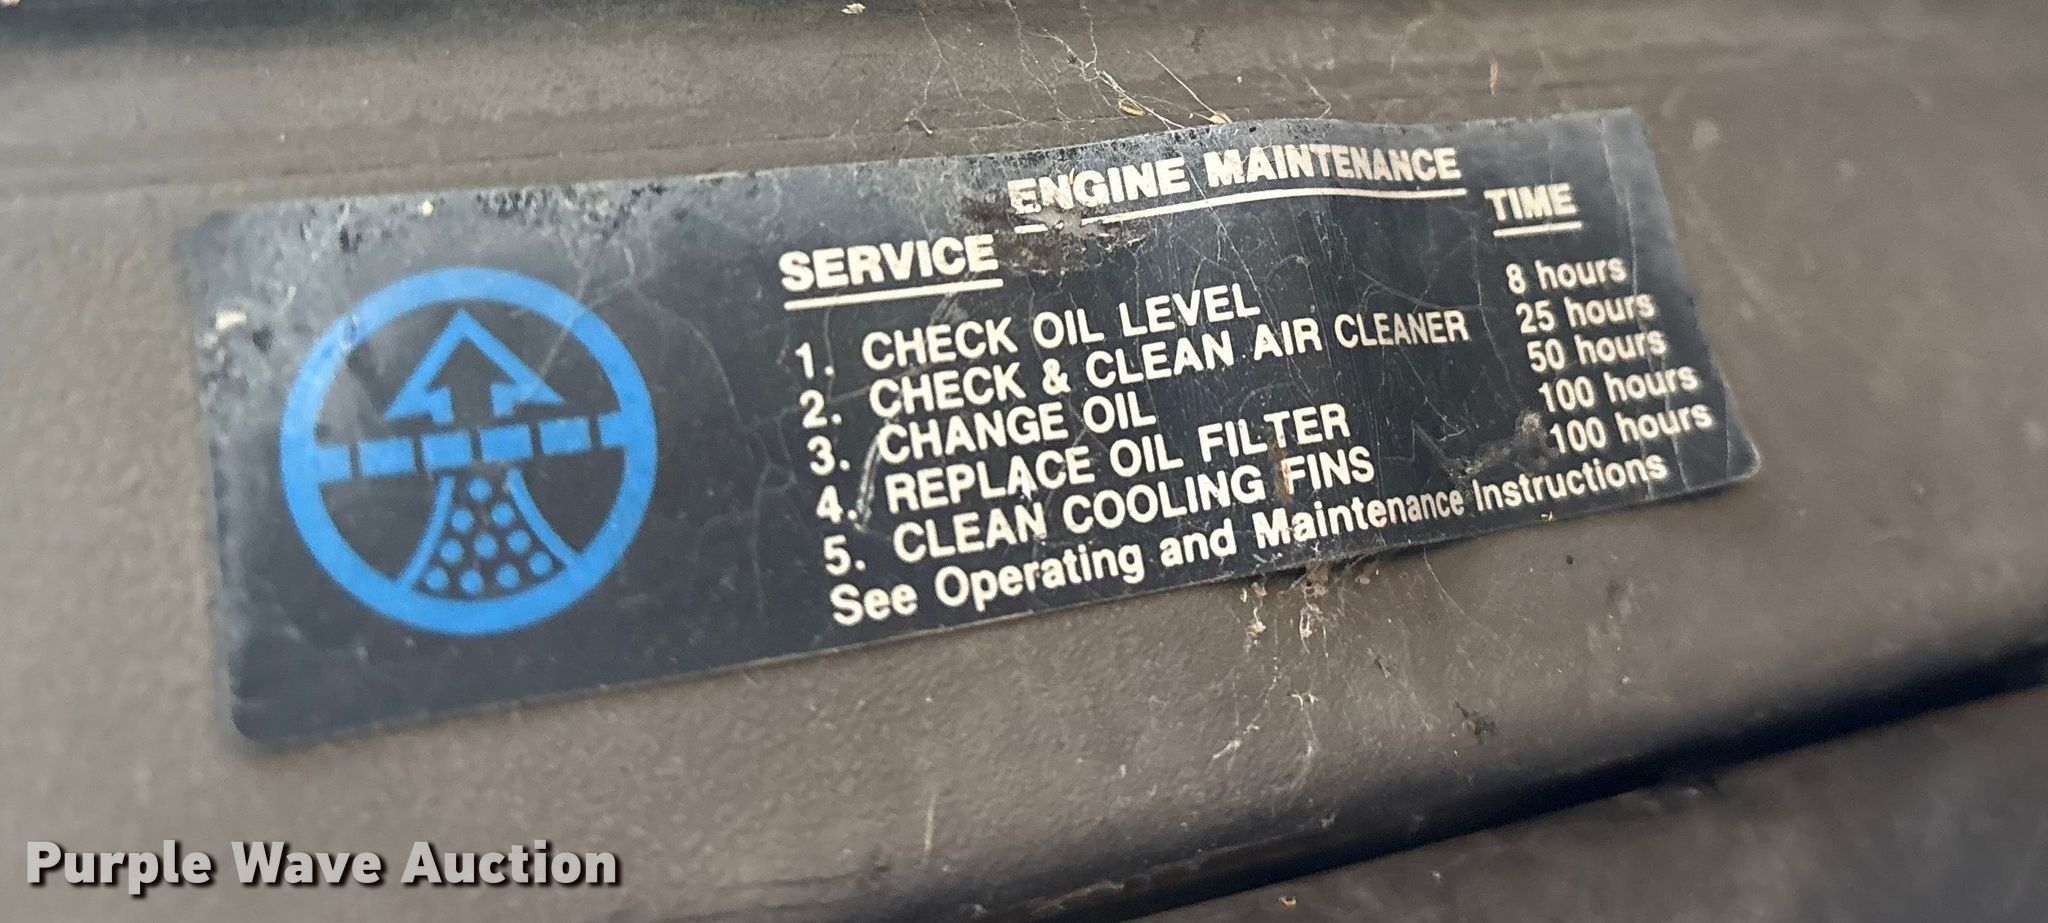 ENGINE MAINTENANCE
SERVICE TIME
1. CHECK OIL LEVEL 8 hours
2. CHECK & CLEAN AIR CLEANER 25 hours
3. CHANGE OIL 50 hours
4. REPLACE OIL FILTER 100 hours
5. CLEAN COOLING FINS 100 hours
See Operating and Maintenance Instructions
Purple Wave Auction